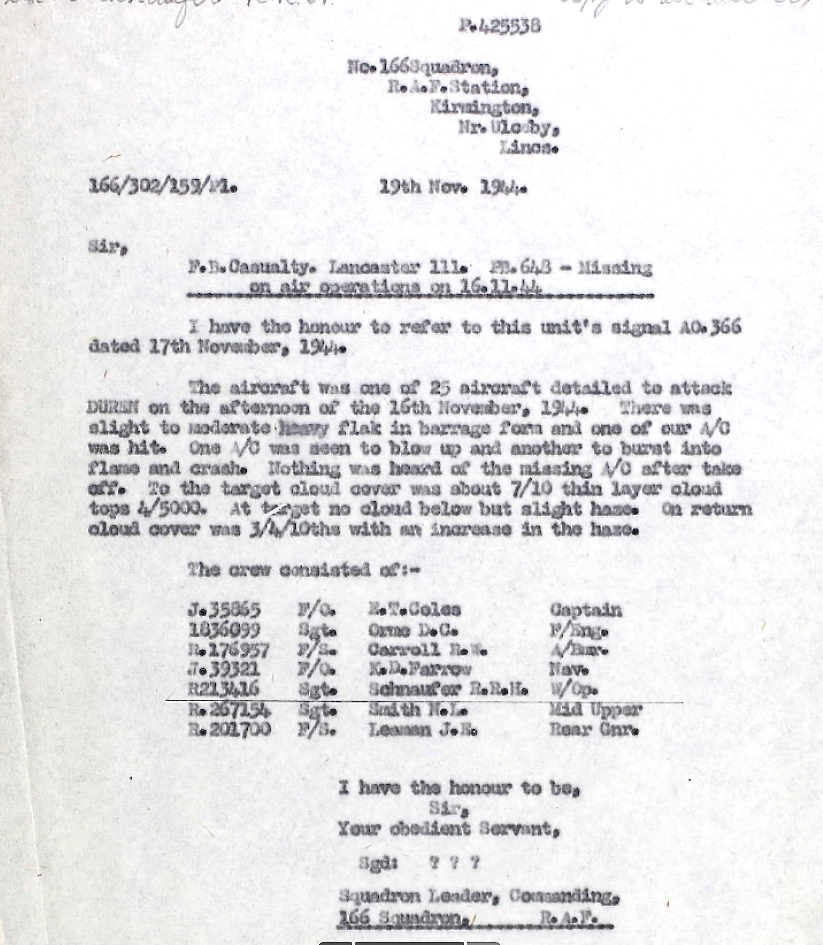 P.425538
No.166Squadron,
R.A.F.Station,
Kirmington,
Nr.Ulceby,
Lincs.
166/302/159/P1. 19th Nov. 1944.
Sir,
F.B.Casualty. Lancaster 111. PB.643 - Missing
on air operations on 16.11.44
I have the honour to refer to this unit's signal AO.366
dated 17th November, 1944.
The aircraft was one of 25 aircraft detailed to attack
DUREN on the afternoon of the 16th November, 1944. There was
slight to moderate heavy flak in barrage form and one of our A/C
was hit. One A/C was seen to blow up and another to burst into
flame and crash. Nothing was heard of the missing A/C after take
off. To the target cloud cover was about 7/10 thin layer cloud
tops 4/5000. At target no cloud below but slight haze. On return
cloud cover was 3/4/10ths with an increase in the haze.
The crew consisted of:-
J.35865 F/O. E.T.Coles Captain
1836099 Sgt. Orme D.C. F/Eng.
R.176957 F/S. Carroll A/Bmr.
J.39321 F/O. K.D.Farrow Nav.
R213416 Sgt. Schnaufer R.R.H. W/Op.
R.267154 Sgt. Smith N.L. Mid Upper
R.201700 F/S. Leaman J.E. Rear Gnr.
I have the honour to be,
Sir,
Your obedient Servant,
Sgd: ? ? ?
Squadron Leader, Commanding,
166 Squadron, R.A.F.